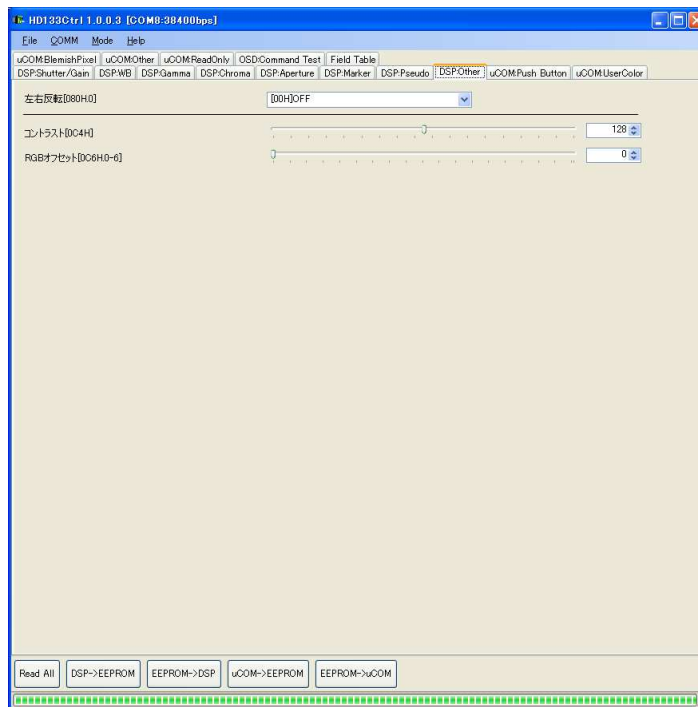 HD133Ctrl 1.0.0.3 [COM8:38400bps]
File COMM Mode Help
uCOM:BlemishPixel uCOM:Other uCOM:ReadOnly OSD:Command Test Field Table
DSP:Shutter/Gain DSP:WB DSP:Gamma DSP:Chroma DSP:Aperture DSP:Marker DSP:Pseudo DSP:Other uCOM:Push Button uCOM:UserColor
左右反転[080H.0] [00H]OFF
コントラスト[0C4H] 128
RGBオフセット[0C6H.0-6] 0
Read All DSP->EEPROM EEPROM->DSP uCOM->EEPROM EEPROM->uCOM